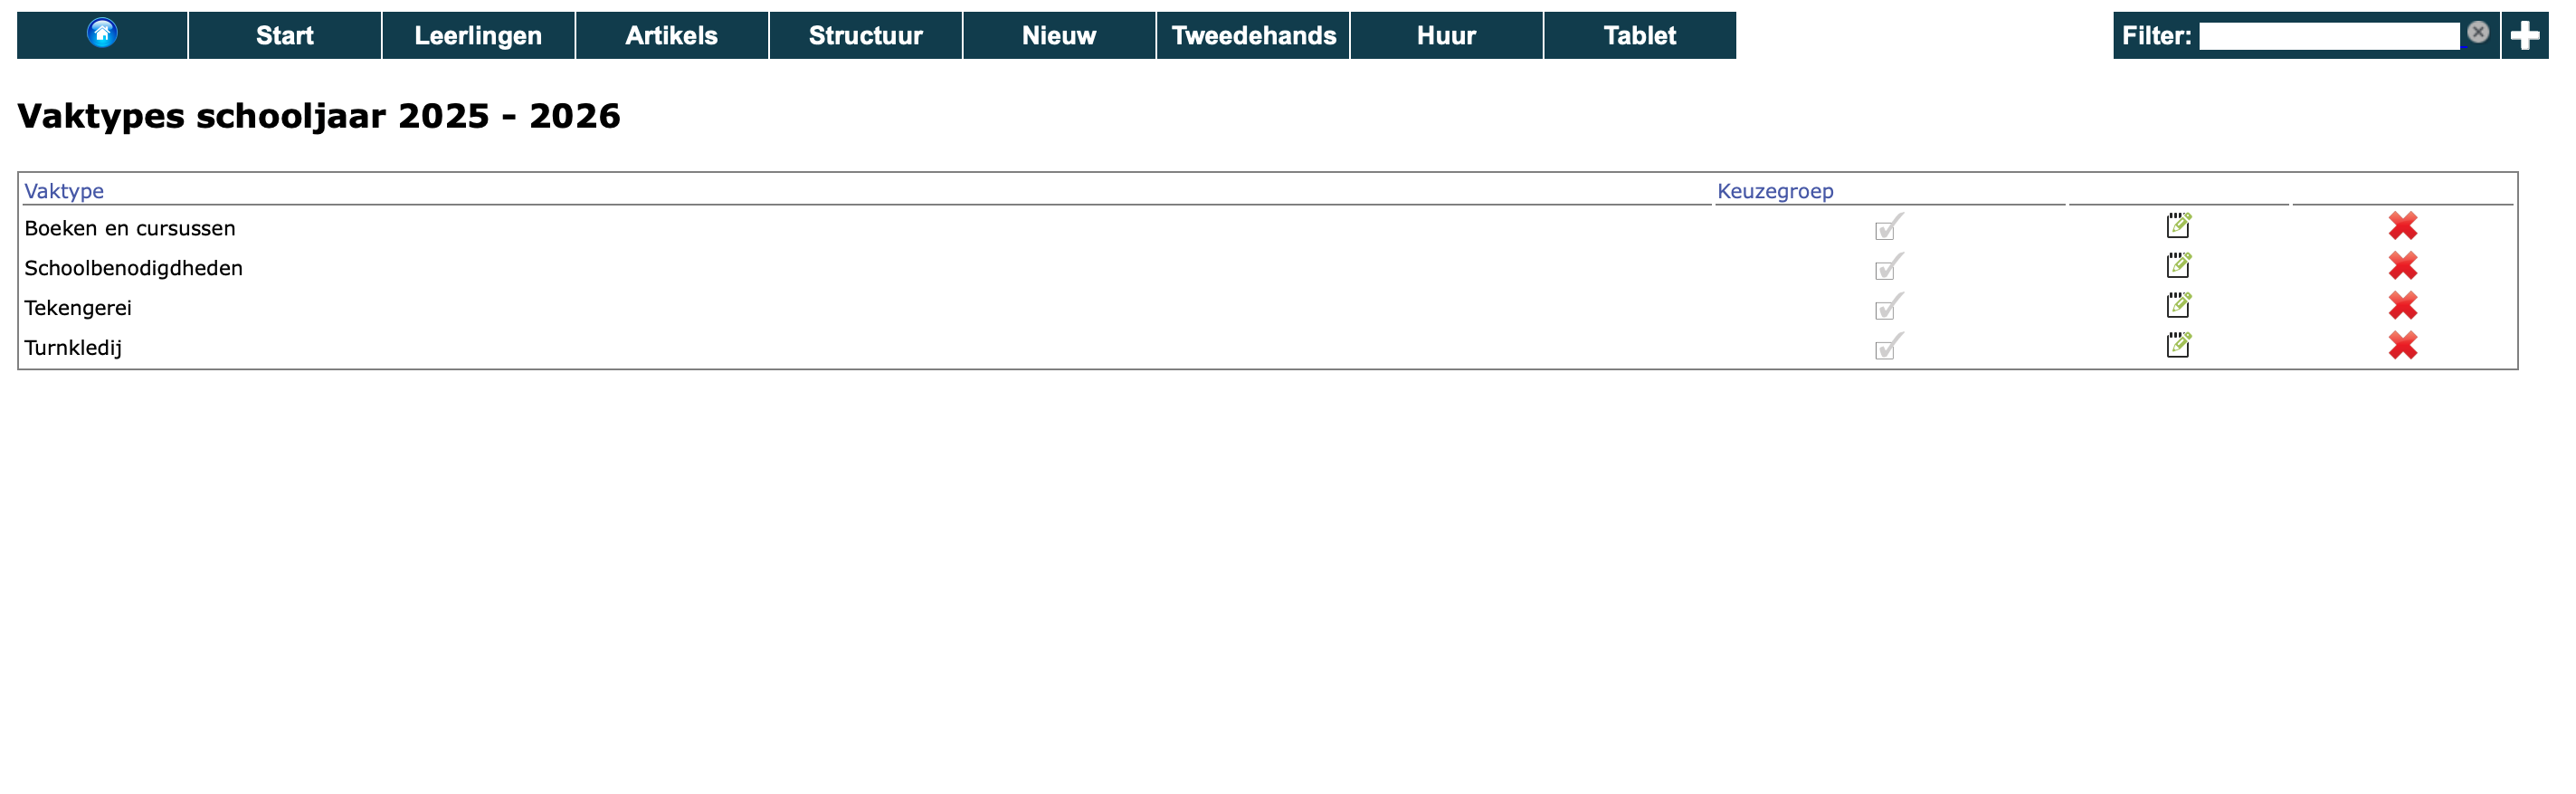 Start Leerlingen Artikels Structuur Nieuw Tweedehands Huur Tablet Filter:
Vaktypes schooljaar 2025 - 2026
Vaktype Keuzegroep
Boeken en cursussen
Schoolbenodigdheden
Tekengerei
Turnkledij